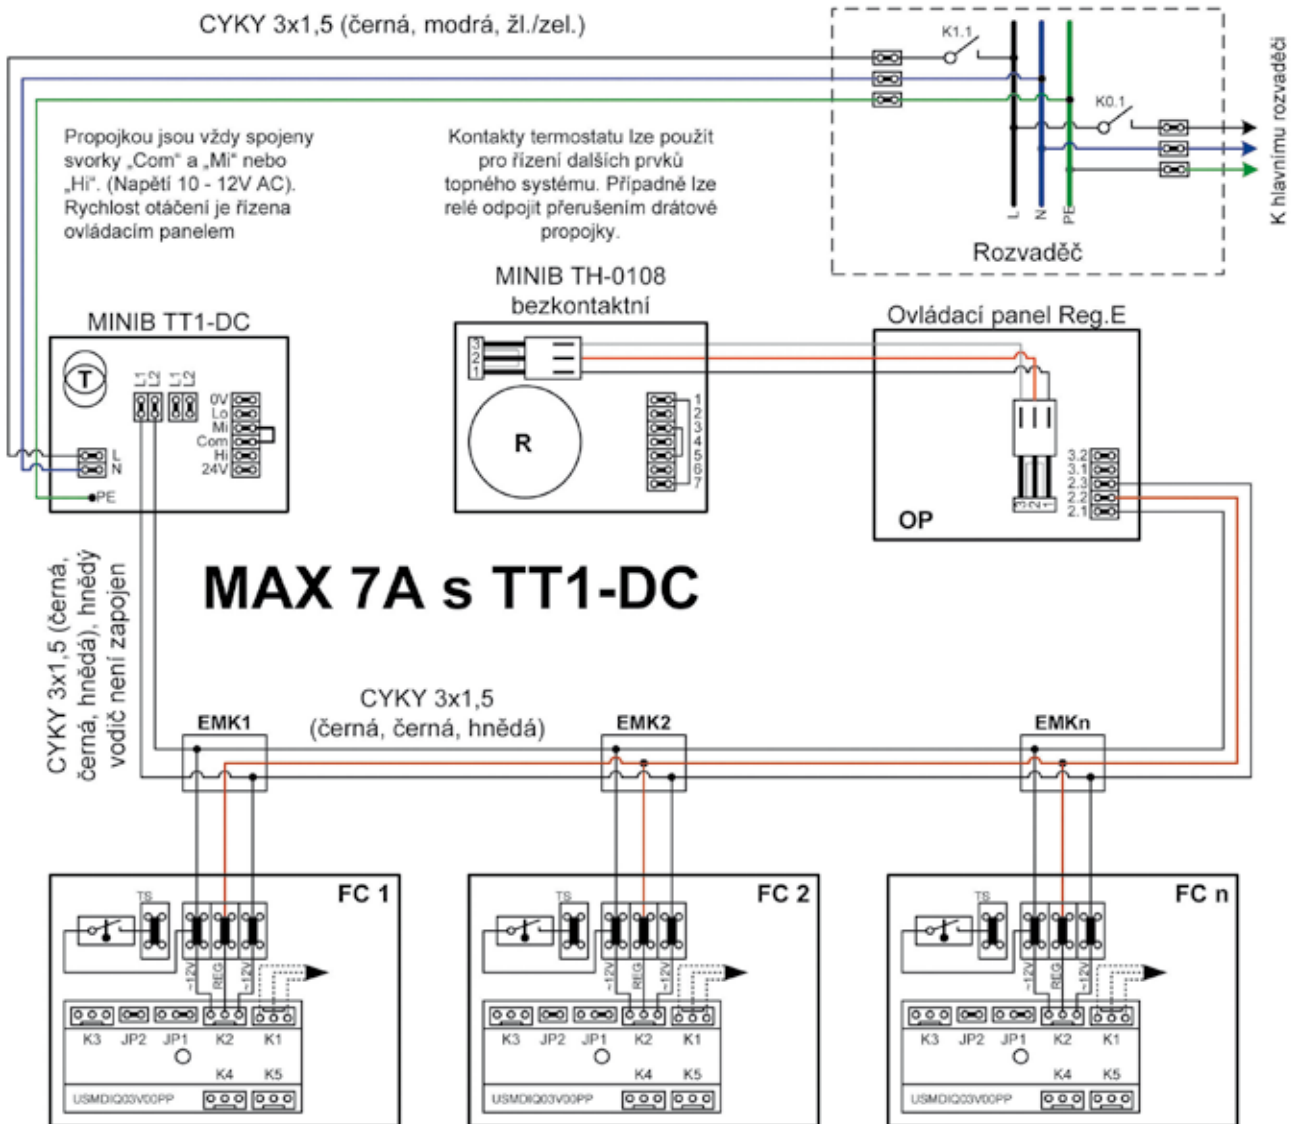 CYKY 3x1,5 (černá, modrá, žl./zel.)
K1.1
K0.1
K hlavnímu rozvaděči
L
N
PE
Rozvaděč
Propojkou jsou vždy spojeny
svorky „Com“ a „Mi“ nebo
„Hi“. (Napětí 10 - 12V AC).
Rychlost otáčení je řízena
ovládacím panelem
Kontakty termostatu lze použít
pro řízení dalších prvků
topného systému. Případně lze
relé odpojit přerušením drátové
propojky.
MINIB TT1-DC
T
L1
L2
L1
L2
0V
Lo
Mi
Com
Hi
24V
L
N
PE
MINIB TH-0108
bezkontaktní
3
2
1
R
1
2
3
4
5
6
7
Ovládací panel Reg.E
3
2
1
3.2
3.1
2.3
2.2
2.1
OP
MAX 7A s TT1-DC
CYKY 3x1,5 (černá,
černá, hnědá), hnědý
vodič není zapojen
CYKY 3x1,5
(černá, černá, hnědá)
EMK1
EMK2
EMKn
FC 1
TS
~12V
REG
~12V
K3
JP2
JP1
K2
K1
K4
K5
USMDIQ03V00PP
FC 2
TS
~12V
REG
~12V
K3
JP2
JP1
K2
K1
K4
K5
USMDIQ03V00PP
FC n
TS
~12V
REG
~12V
K3
JP2
JP1
K2
K1
K4
K5
USMDIQ03V00PP